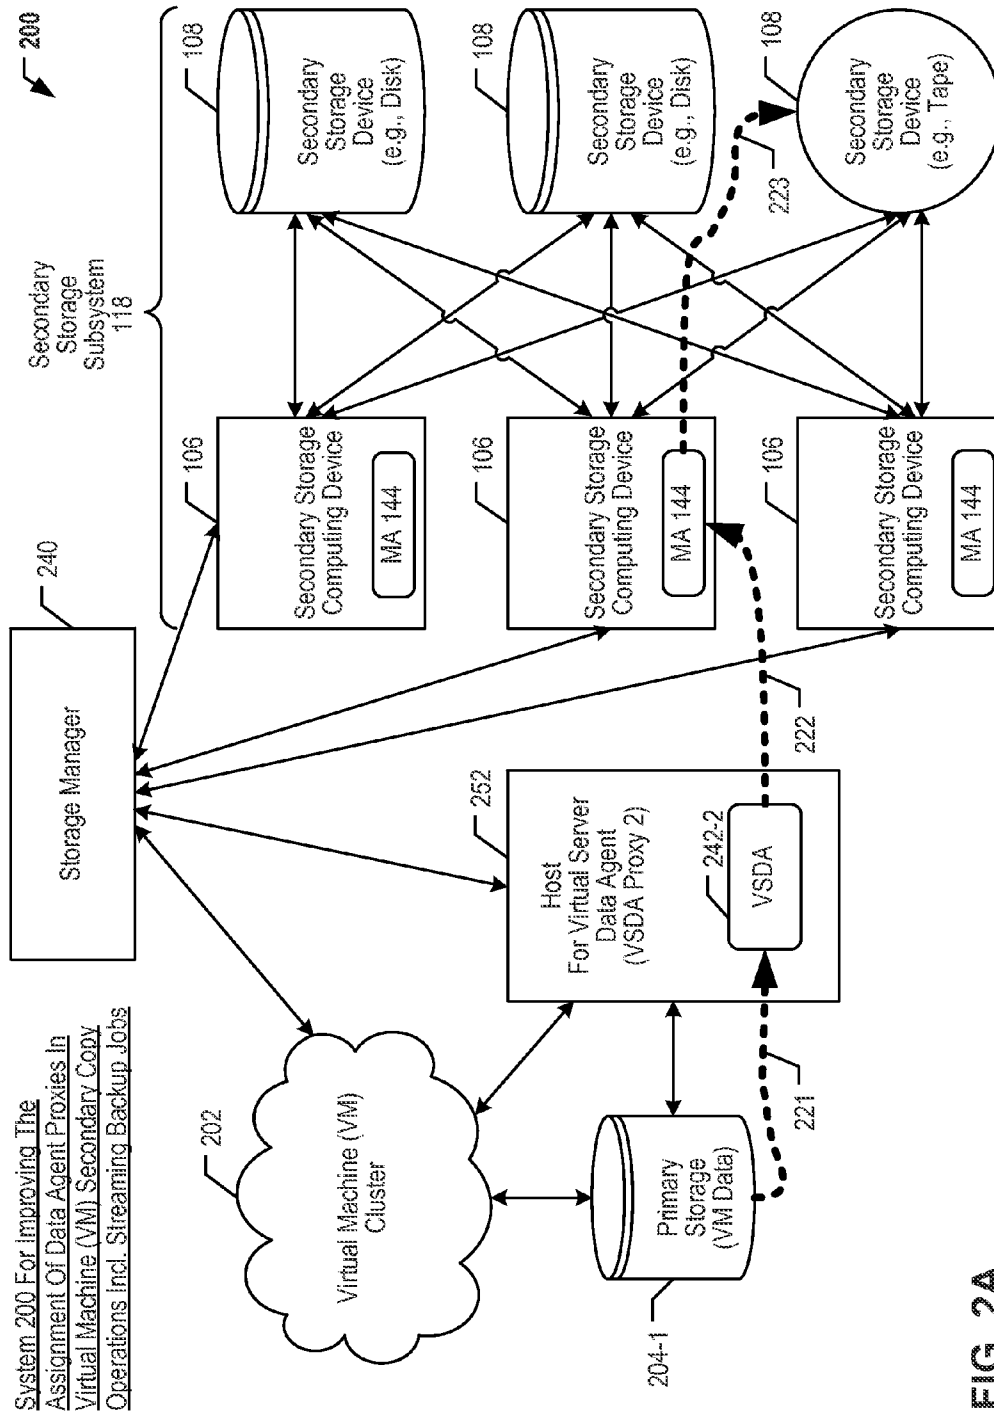 System 200 For Improving The
Assignment Of Data Agent Proxies In
Virtual Machine (VM) Secondary Copy
Operations Incl. Streaming Backup Jobs
200
Storage Manager
240
Secondary
Storage
Subsystem
118
202
Virtual Machine (VM)
Cluster
204-1
Primary
Storage
(VM Data)
221
252
Host
For Virtual Server
Data Agent
(VSDA Proxy 2)
242-2
VSDA
222
106
Secondary Storage
Computing Device
MA 144
106
Secondary Storage
Computing Device
MA 144
106
Secondary Storage
Computing Device
MA 144
108
Secondary
Storage
Device
(e.g., Disk)
108
Secondary
Storage
Device
(e.g., Disk)
223
108
Secondary
Storage
Device
(e.g., Tape)
FIG. 2A